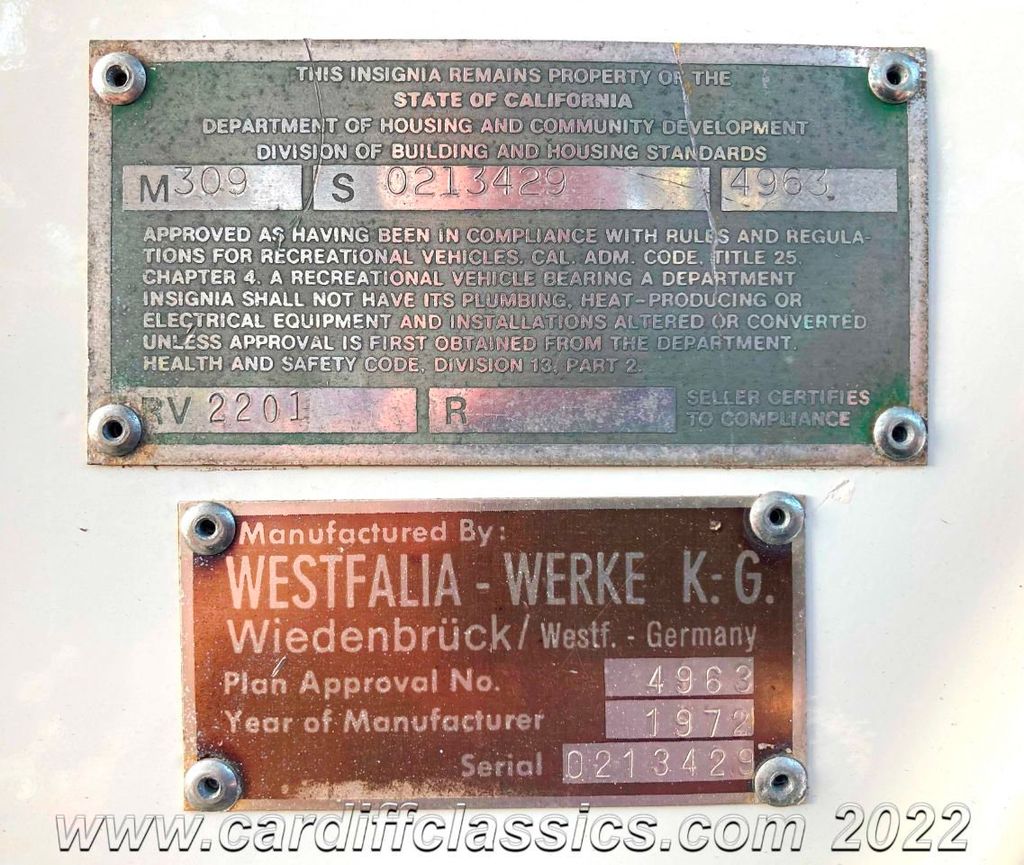 THIS INSIGNIA REMAINS PROPERTY OF THE
STATE OF CALIFORNIA
DEPARTMENT OF HOUSING AND COMMUNITY DEVELOPMENT
DIVISION OF BUILDING AND HOUSING STANDARDS
M 309 S 0213429 4963
APPROVED AS HAVING BEEN IN COMPLIANCE WITH RULES AND REGULA-
TIONS FOR RECREATIONAL VEHICLES, CAL. ADM. CODE, TITLE 25,
CHAPTER 4. A RECREATIONAL VEHICLE BEARING A DEPARTMENT
INSIGNIA SHALL NOT HAVE ITS PLUMBING, HEAT-PRODUCING OR
ELECTRICAL EQUIPMENT AND INSTALLATIONS ALTERED OR CONVERTED
UNLESS APPROVAL IS FIRST OBTAINED FROM THE DEPARTMENT.
HEALTH AND SAFETY CODE, DIVISION 13, PART 2.
RV 2201 R SELLER CERTIFIES
TO COMPLIANCE
Manufactured By:
WESTFALIA - WERKE K.-G.
Wiedenbrück/ Westf. - Germany
Plan Approval No. 4963
Year of Manufacturer 1972
Serial 0213429
www.cardiffclassics.com 2022